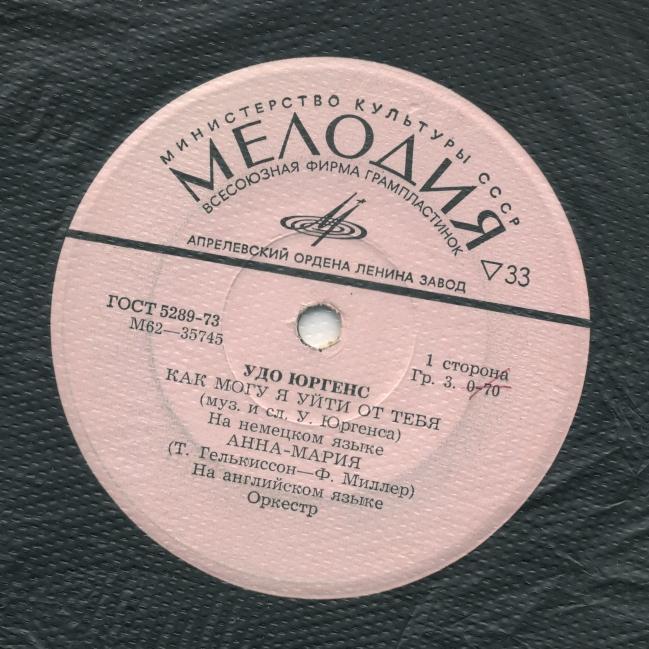 МИНИСТЕРСТВО КУЛЬТУРЫ СССР
МЕЛОДИЯ
ВСЕСОЮЗНАЯ ФИРМА ГРАМПЛАСТИНОК
АПРЕЛЕВСКИЙ ОРДЕНА ЛЕНИНА ЗАВОД
33
ГОСТ 5289-73
М62—35745
1 сторона
Гр. 3. 0-70
УДО ЮРГЕНС
КАК МОГУ Я УЙТИ ОТ ТЕБЯ
(муз. и сл. У. Юргенса)
На немецком языке
АННА-МАРИЯ
(Т. Гелькиссон—Ф. Миллер)
На английском языке
Оркестр